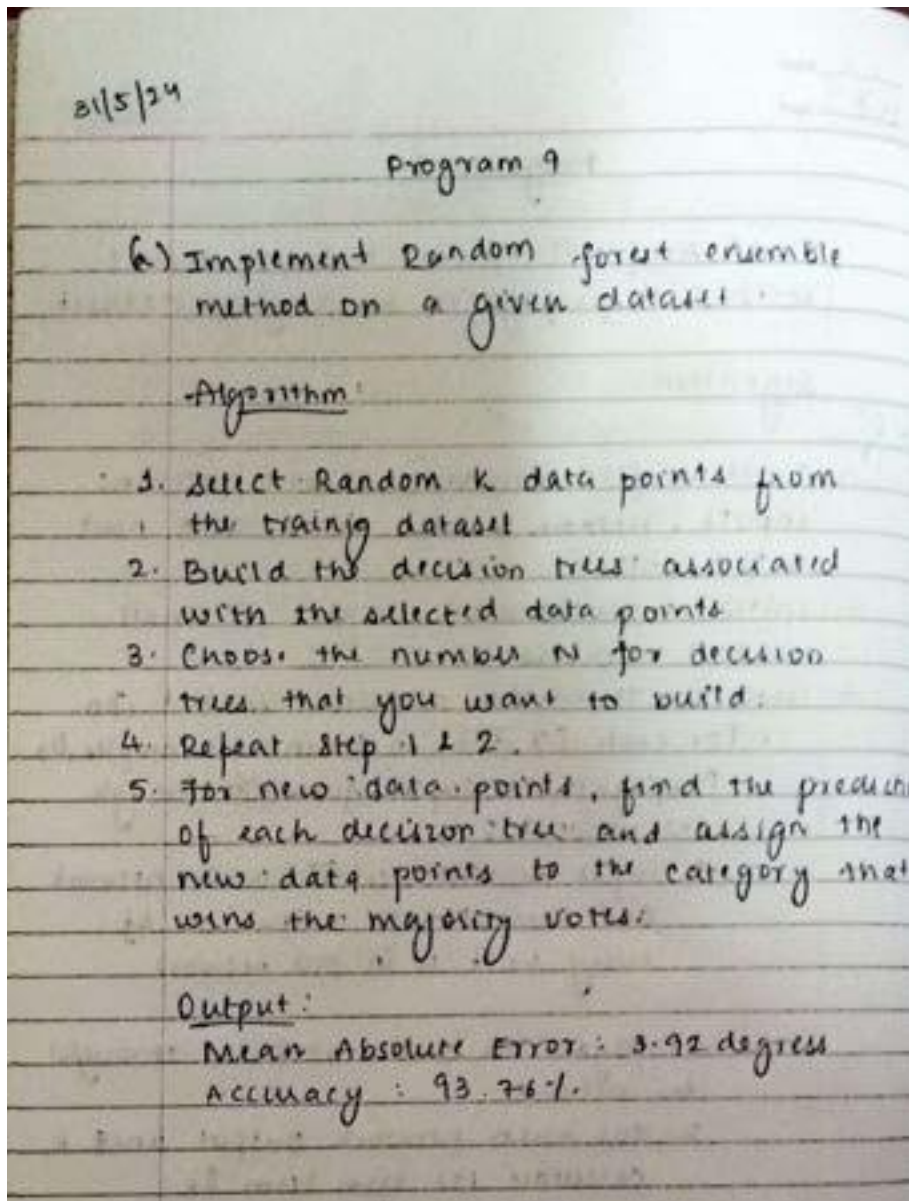 31/5/24
Program 9
a) Implement Random forest ensemble
method on a given dataset.
Algorithm:
1. Select Random K data points from
the trainig dataset
2. Build the decision trees associated
with the selected data points
3. Choose the number N for decision
trees that you want to build.
4. Repeat Step 1 & 2.
5. For new data points, find the predicti
of each decision tree and assign the
new data points to the category that
wins the majority votes.
Output:
Mean Absolute Error: 3.92 degress
Accuracy : 93.76%.